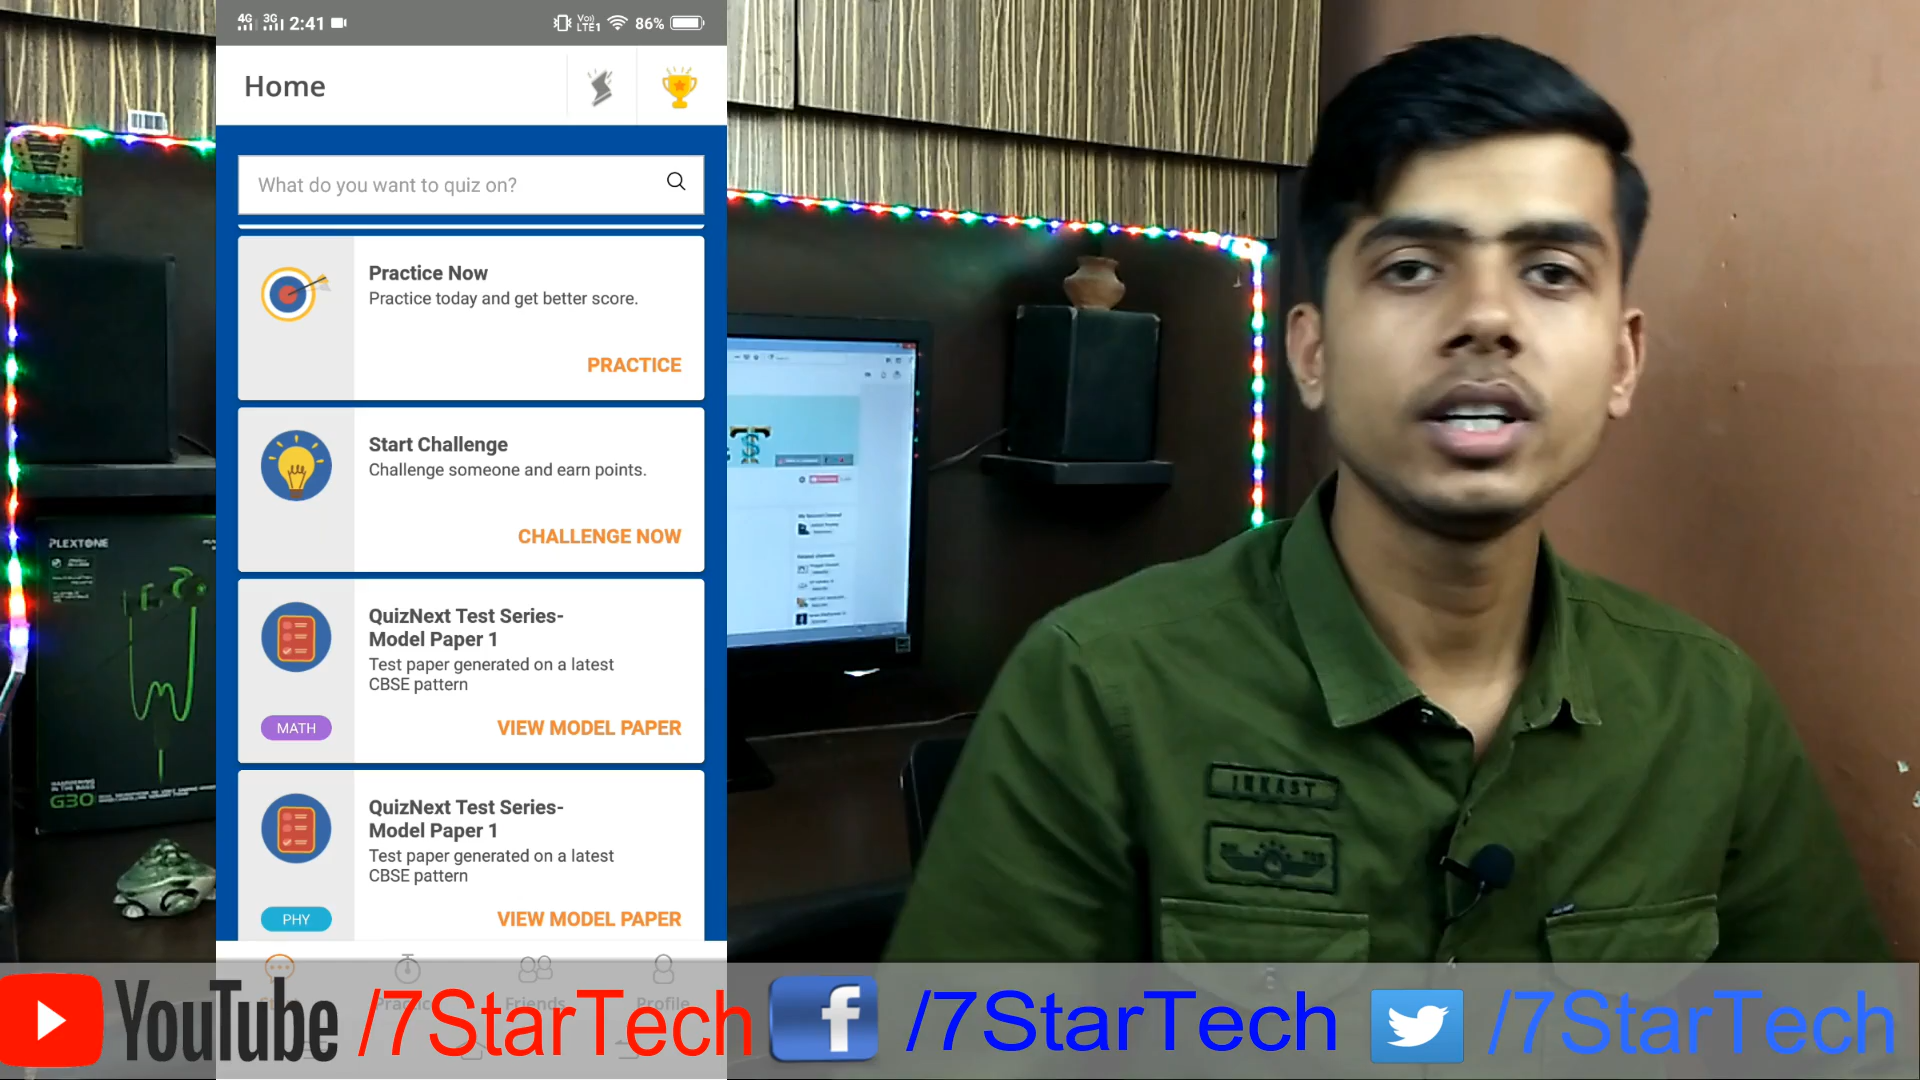 4G 3G 2:41 Vo) LTE1 86%
Home
What do you want to quiz on?
Practice Now
Practice today and get better score.
PRACTICE
Start Challenge
Challenge someone and earn points.
CHALLENGE NOW
QuizNext Test Series-
Model Paper 1
Test paper generated on a latest
CBSE pattern
MATH
VIEW MODEL PAPER
QuizNext Test Series-
Model Paper 1
Test paper generated on a latest
CBSE pattern
PHY
VIEW MODEL PAPER
Friends
Profile
PLEXTONE
G30
INKAST
YouTube /7StarTech
f /7StarTech
/7StarTech